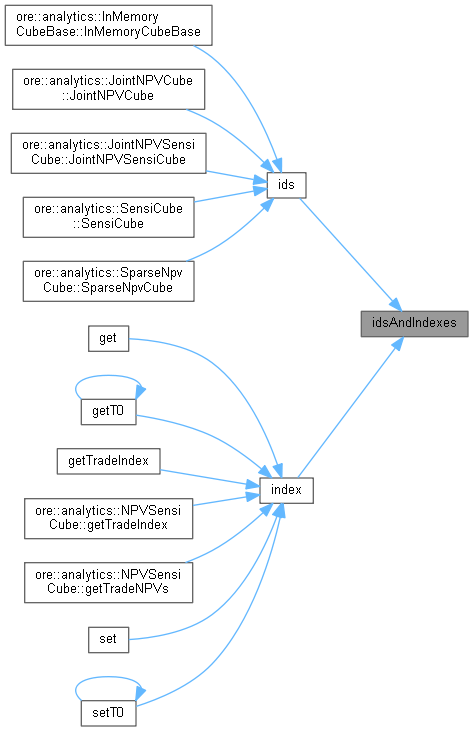 ore::analytics::InMemory
CubeBase::InMemoryCubeBase
ore::analytics::JointNPVCube
::JointNPVCube
ore::analytics::JointNPVSensi
Cube::JointNPVSensiCube
ids
ore::analytics::SensiCube
::SensiCube
ore::analytics::SparseNpv
Cube::SparseNpvCube
idsAndIndexes
get
getT0
getTradeIndex
index
ore::analytics::NPVSensi
Cube::getTradeIndex
ore::analytics::NPVSensi
Cube::getTradeNPVs
set
setT0